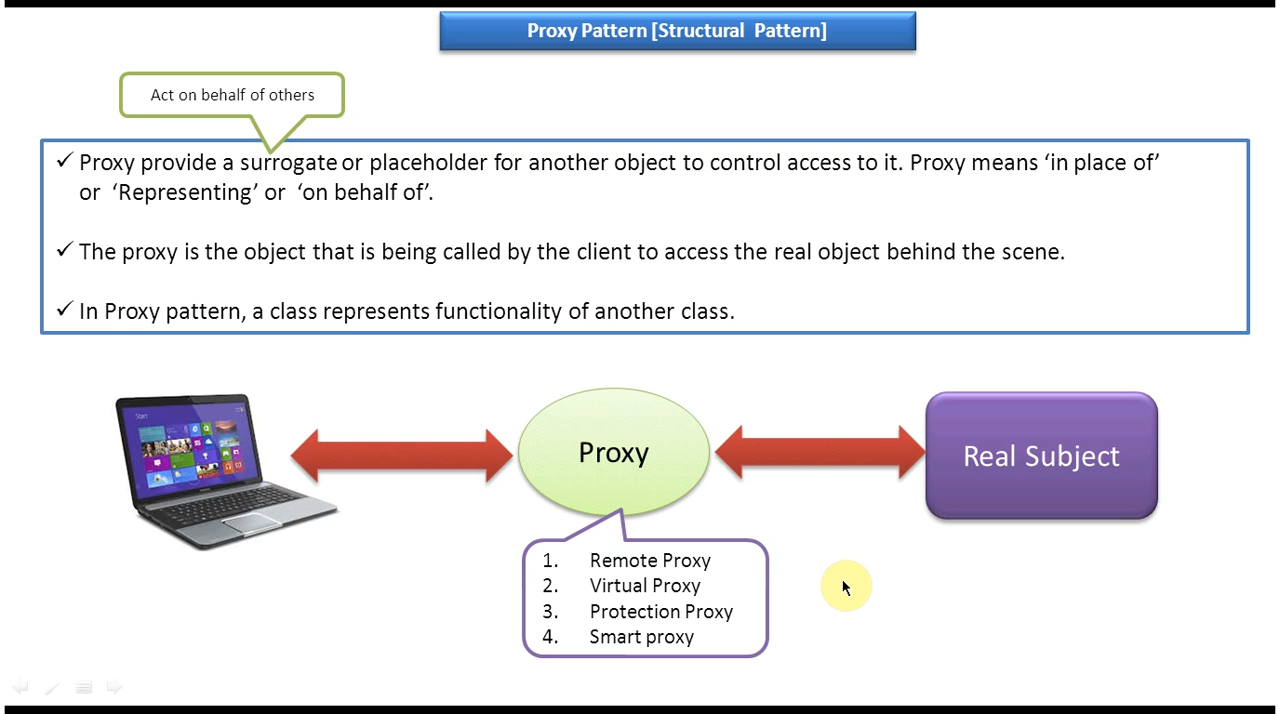 Proxy Pattern [Structural Pattern]
Act on behalf of others
✓ Proxy provide a surrogate or placeholder for another object to control access to it. Proxy means ‘in place of’
or ‘Representing’ or ‘on behalf of’.
✓ The proxy is the object that is being called by the client to access the real object behind the scene.
✓ In Proxy pattern, a class represents functionality of another class.
Start
Proxy
Real Subject
1. Remote Proxy
2. Virtual Proxy
3. Protection Proxy
4. Smart proxy